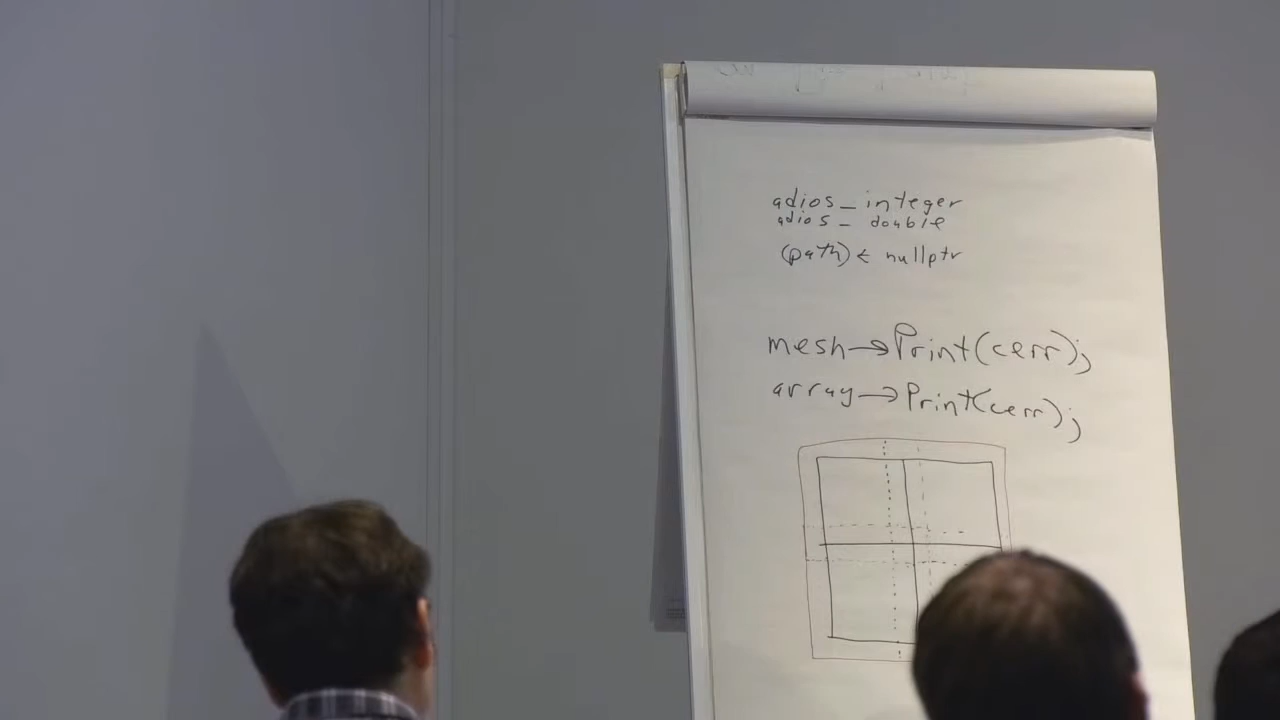 adios_integer
adios_double
(path) ← nullptr
mesh→Print(cerr);
array→Print(cerr);